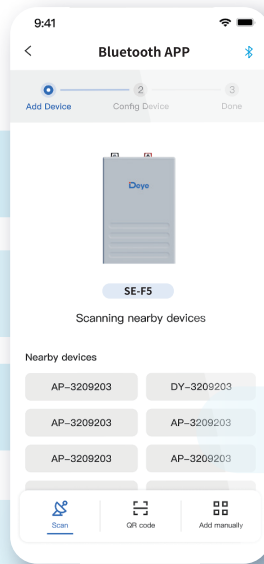 9:41
Bluetooth APP
2
3
Add Device
Config Device
Done
Deye
SE-F5
Scanning nearby devices
Nearby devices
AP-3209203
DY-3209203
AP-3209203
AP-3209203
AP-3209203
AP-3209203
Scan
QR code
Add manually